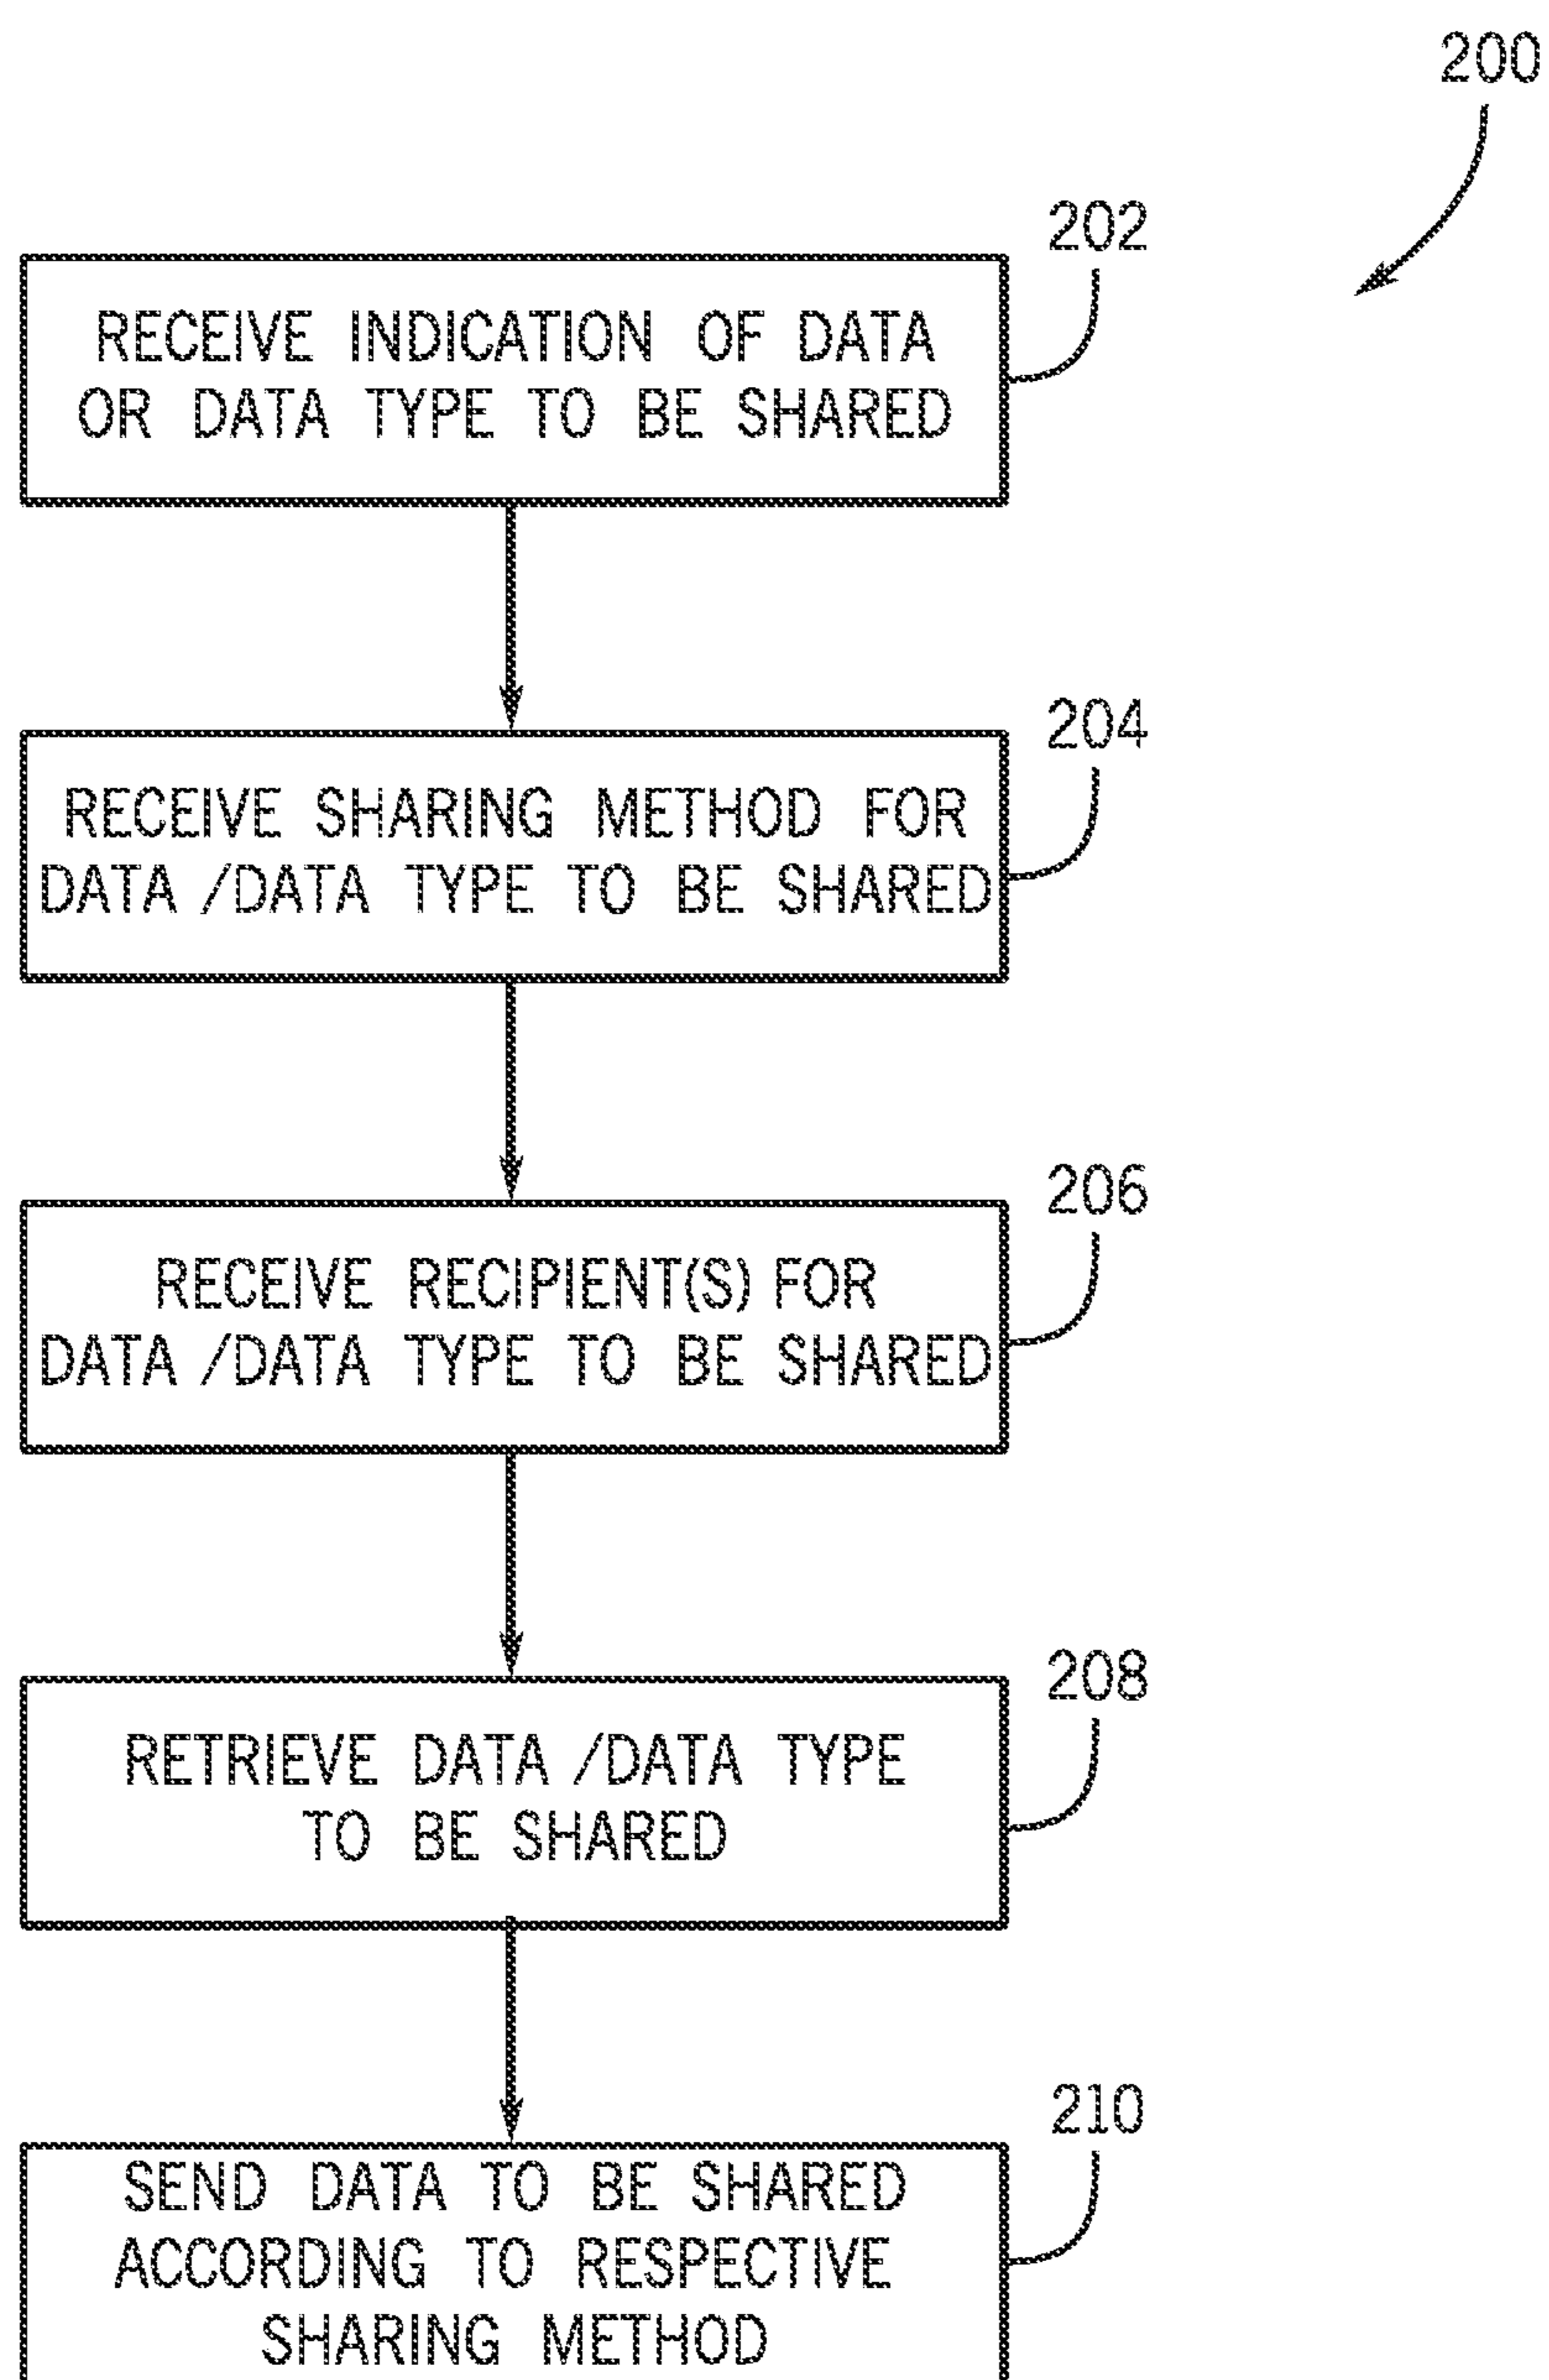 200
202
RECEIVE INDICATION OF DATA
OR DATA TYPE TO BE SHARED
204
RECEIVE SHARING METHOD FOR
DATA /DATA TYPE TO BE SHARED
206
RECEIVE RECIPIENT(S) FOR
DATA /DATA TYPE TO BE SHARED
208
RETRIEVE DATA /DATA TYPE
TO BE SHARED
210
SEND DATA TO BE SHARED
ACCORDING TO RESPECTIVE
SHARING METHOD